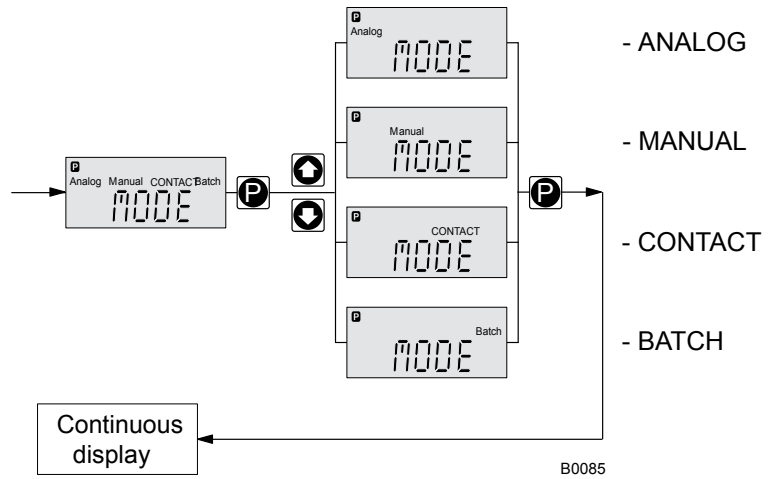 P
Analog
MODE
- ANALOG
P
Manual
MODE
- MANUAL
P
Analog Manual CONTACT Batch
MODE
P
P
P
CONTACT
MODE
- CONTACT
P
Batch
MODE
- BATCH
Continuous
display
B0085